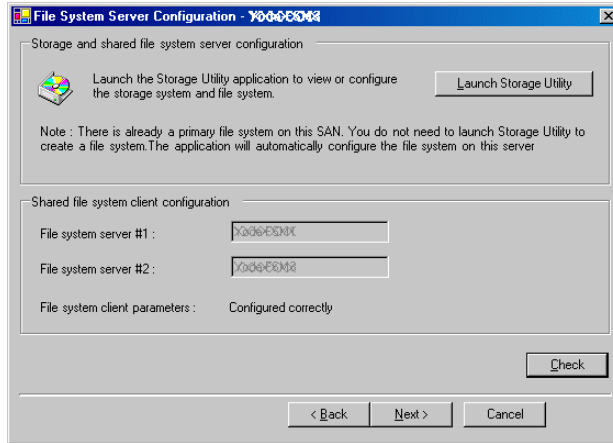 File System Server Configuration -
Storage and shared file system server configuration
Launch the Storage Utility application to view or configure
the storage system and file system.
Launch Storage Utility
Note : There is already a primary file system on this SAN. You do not need to launch Storage Utility to
create a file system.The application will automatically configure the file system on this server
Shared file system client configuration
File system server #1 :
File system server #2 :
File system client parameters : Configured correctly
Check
< Back Next > Cancel